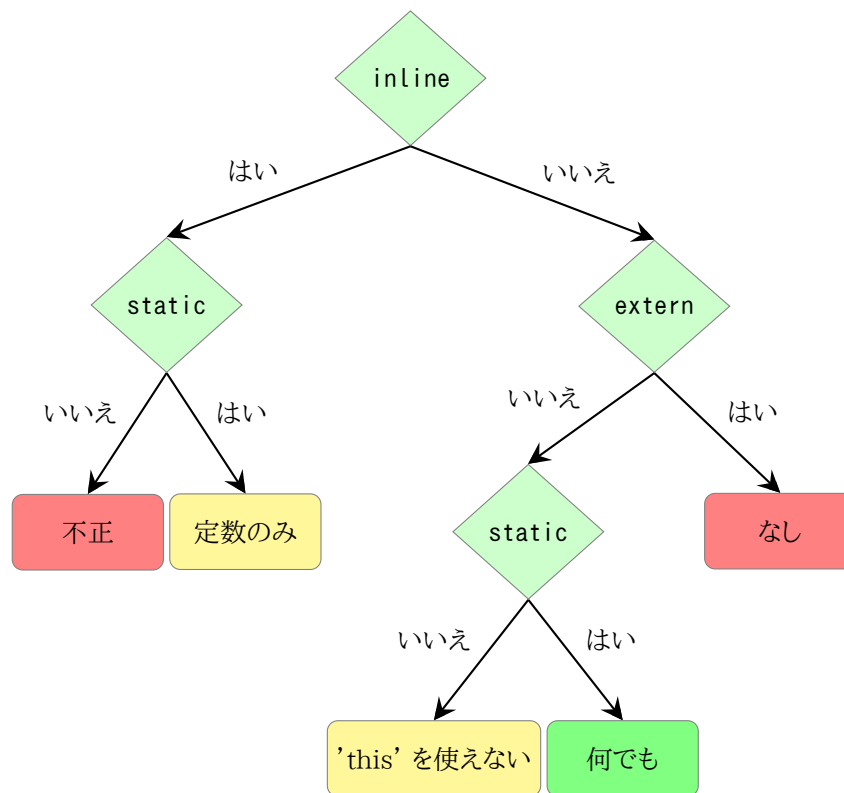 inline
はい
いいえ
static
extern
いいえ
はい
いいえ
はい
不正
定数のみ
static
なし
いいえ
はい
’this’ を使えない
何でも